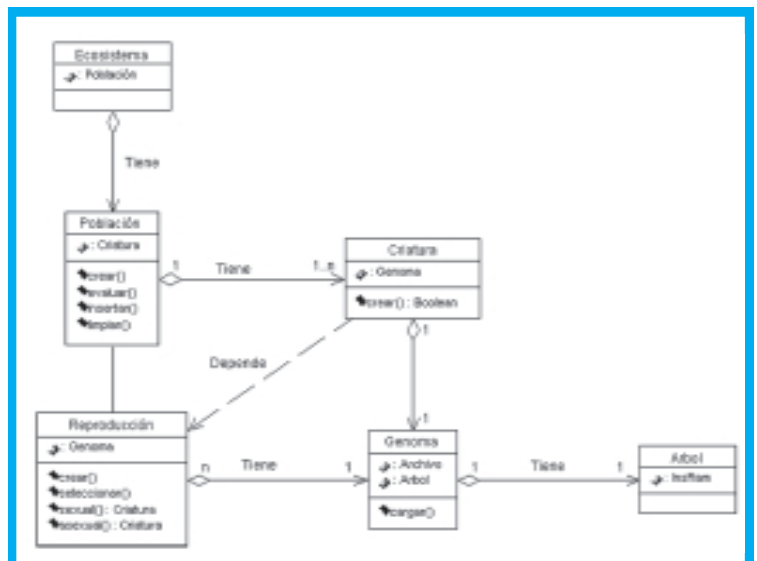 Ecosistema
: Población
Tiene
Población
: Criatura
crear()
evaluar()
insertar()
limpiar()
1
Tiene
1..n
Criatura
: Genoma
crear() : Boolean
1
Depende
1
Reproducción
: Genoma
crear()
seleccionar()
sexual() : Criatura
asexual() : Criatura
n
Tiene
1
Genoma
: Archivo
: Arbol
cargar()
1
Tiene
1
Arbol